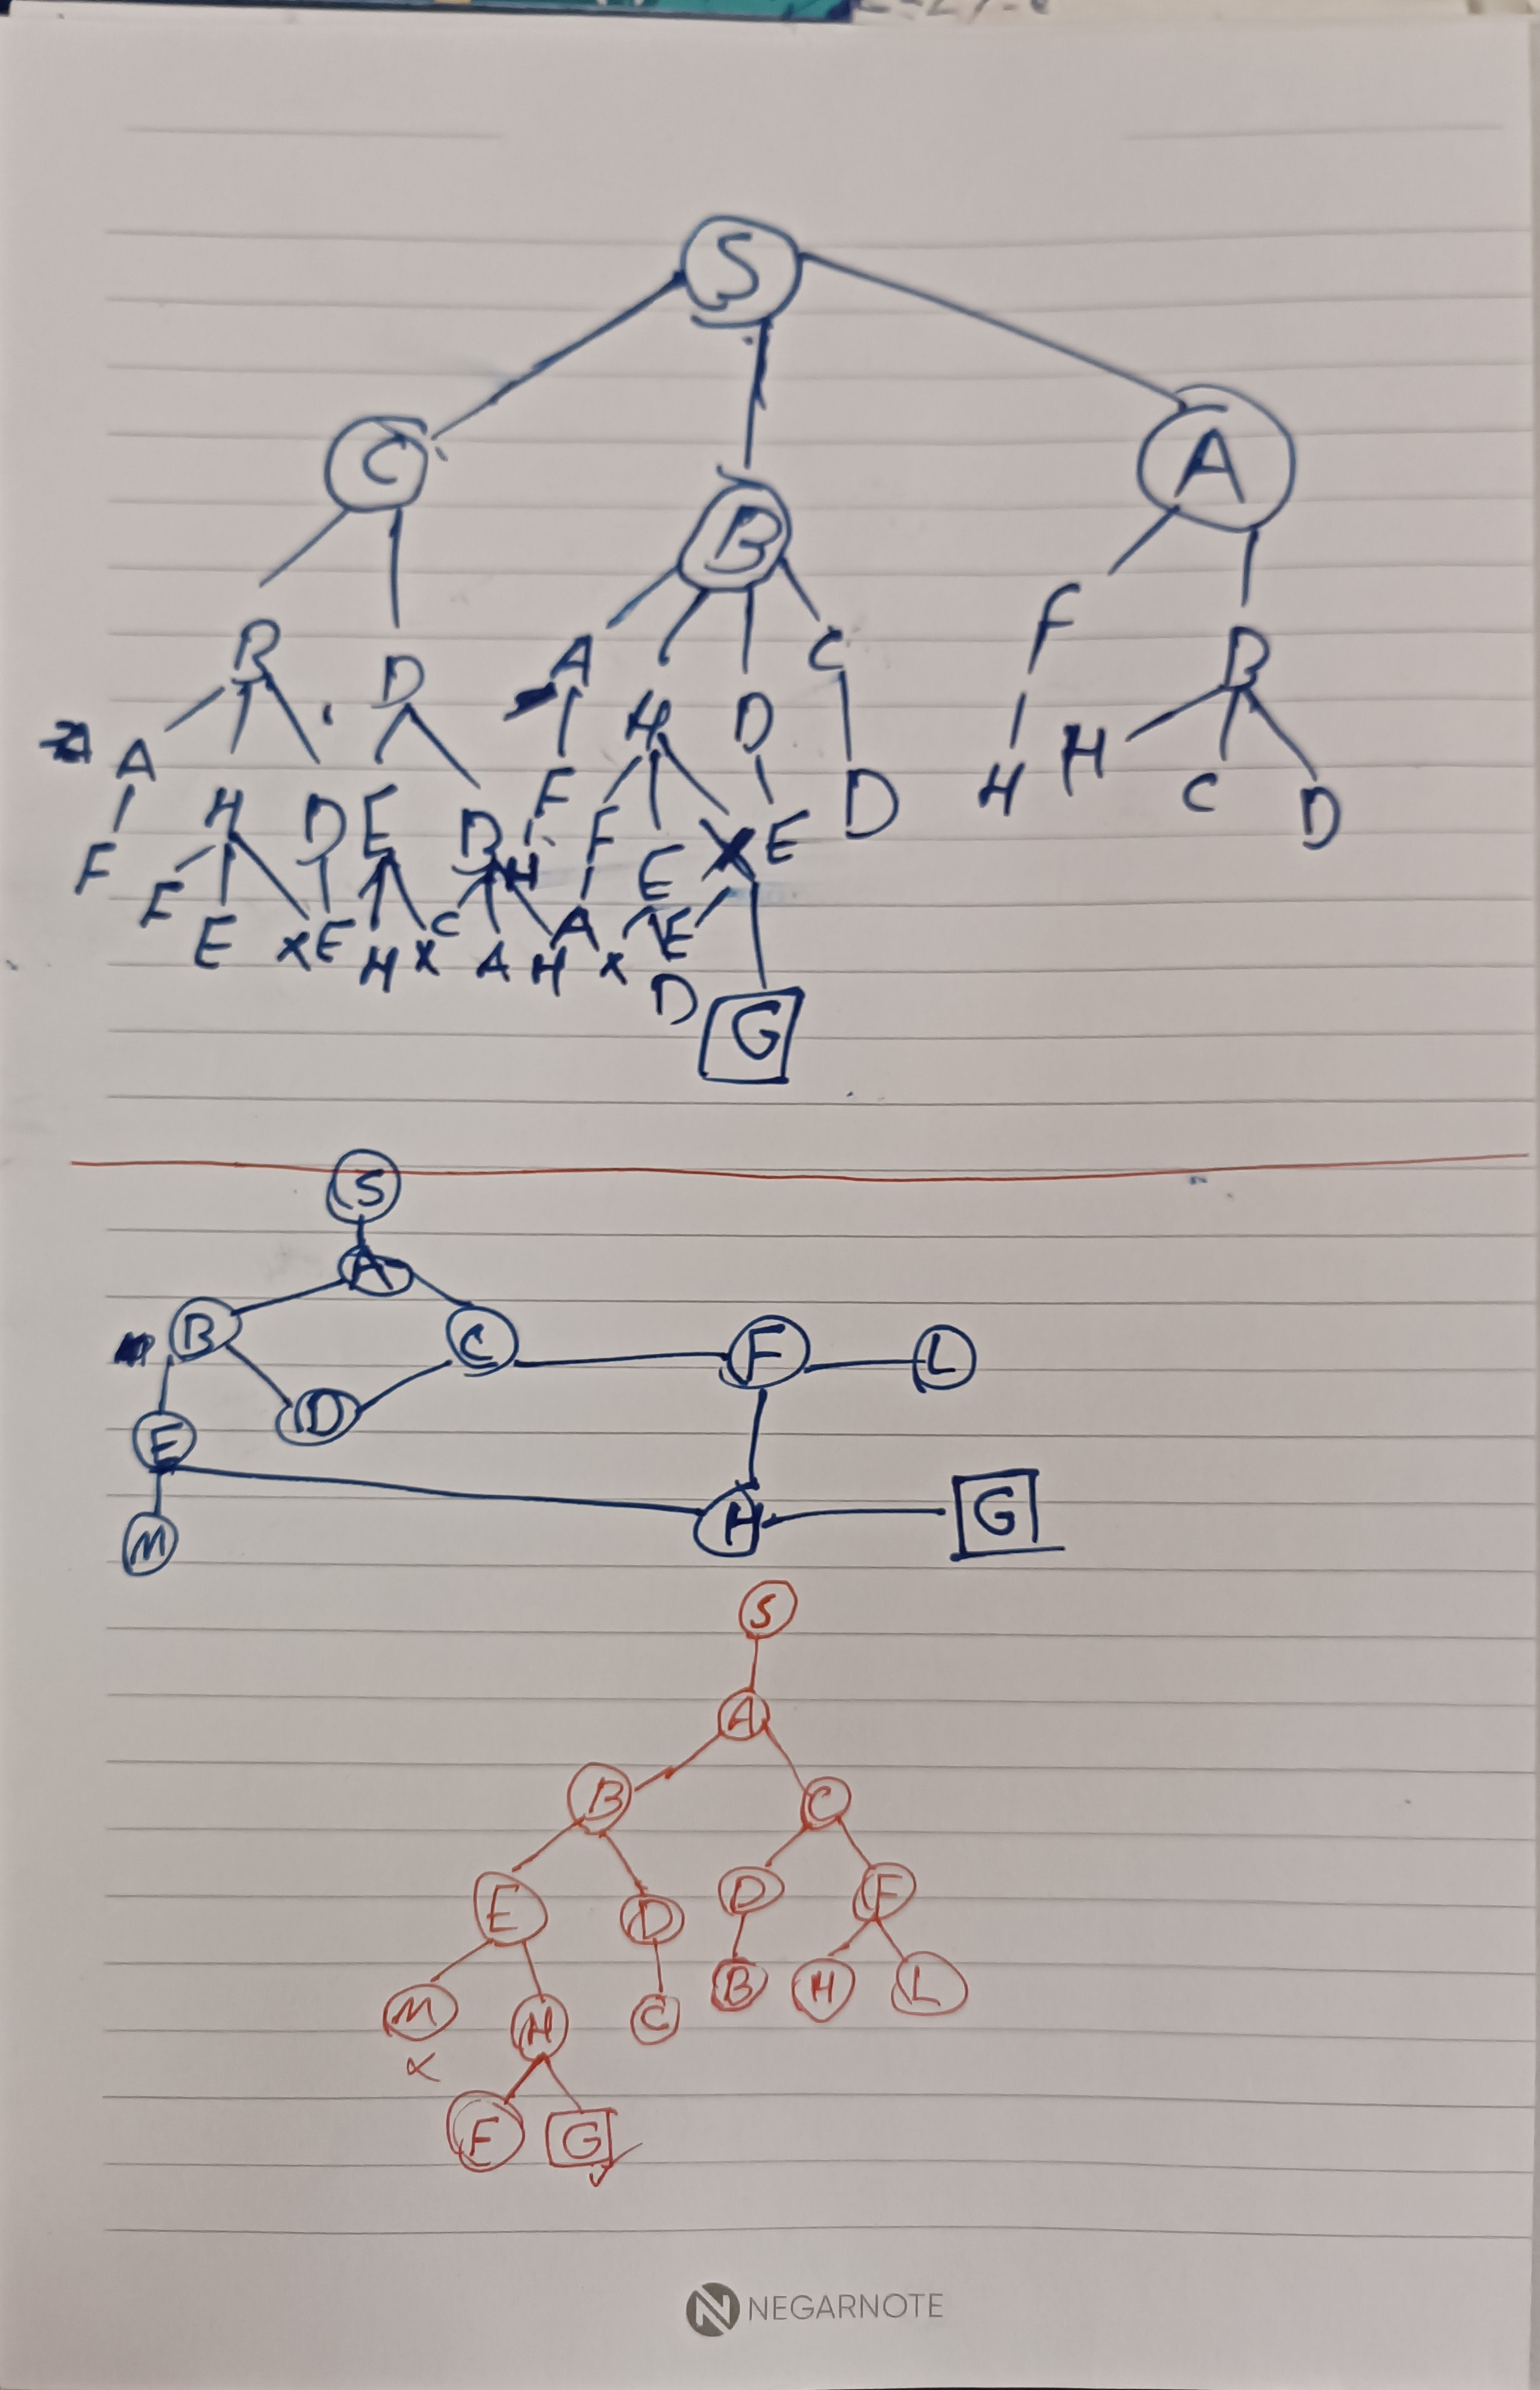 S
C B A
B D A H D C F B
A H D E B F F E X E D H H C D
F E E X E H X C A H H A X E D
G
S
A
B C F L
D
E
H G
M
S
A
B C
E D D F
M H C B H L
F G
NEGARNOTE